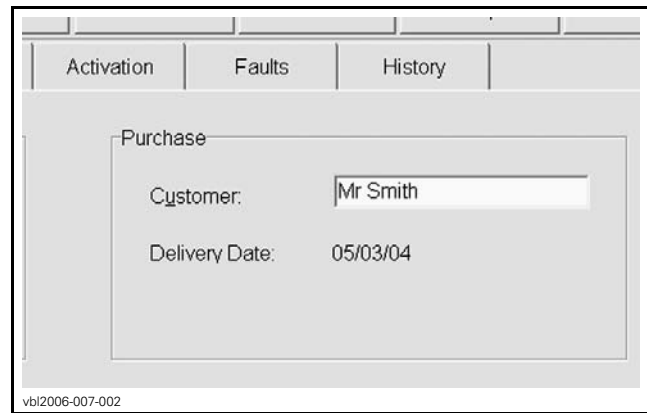 Activation Faults History
Purchase
Customer: Mr Smith
Delivery Date: 05/03/04
vbl2006-007-002